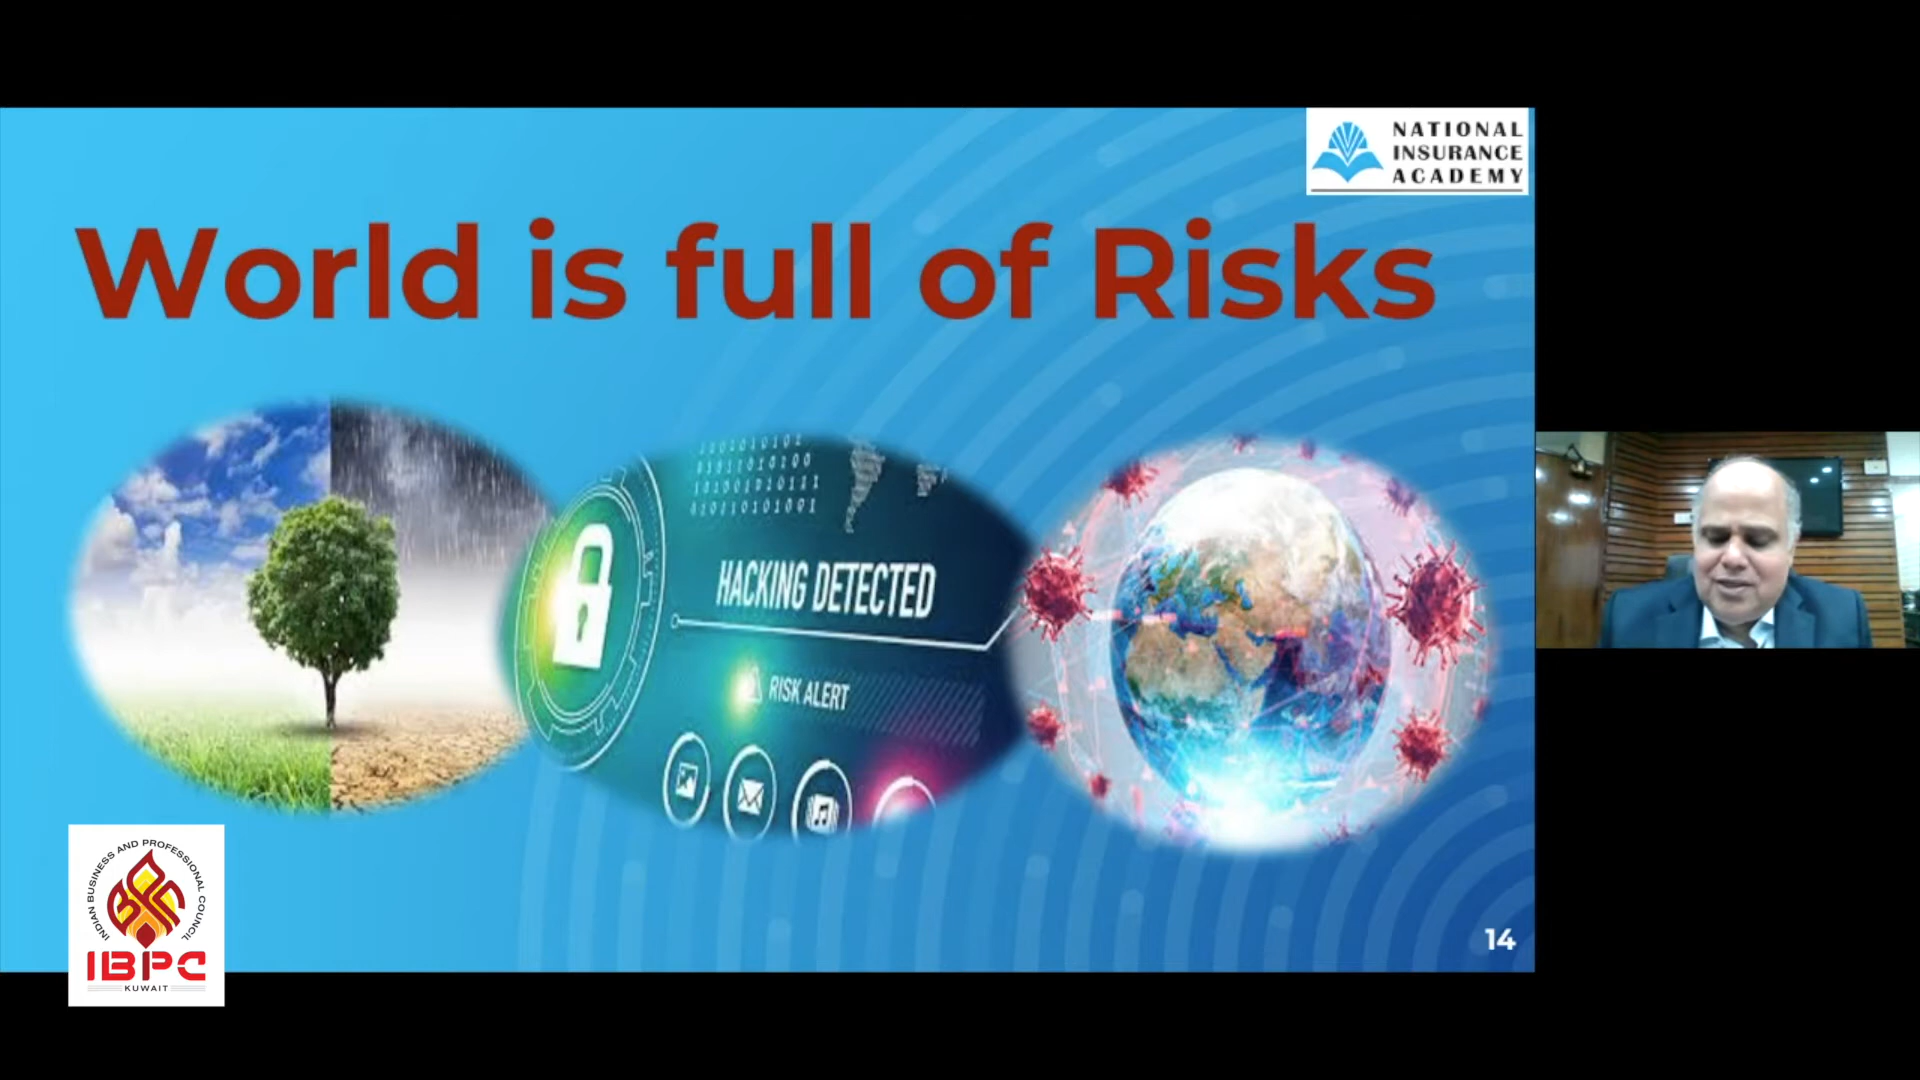 NATIONAL
INSURANCE
ACADEMY
World is full of Risks
HACKING DETECTED
RISK ALERT
INDIAN BUSINESS AND PROFESSIONAL COUNCIL
IBPC
KUWAIT
14